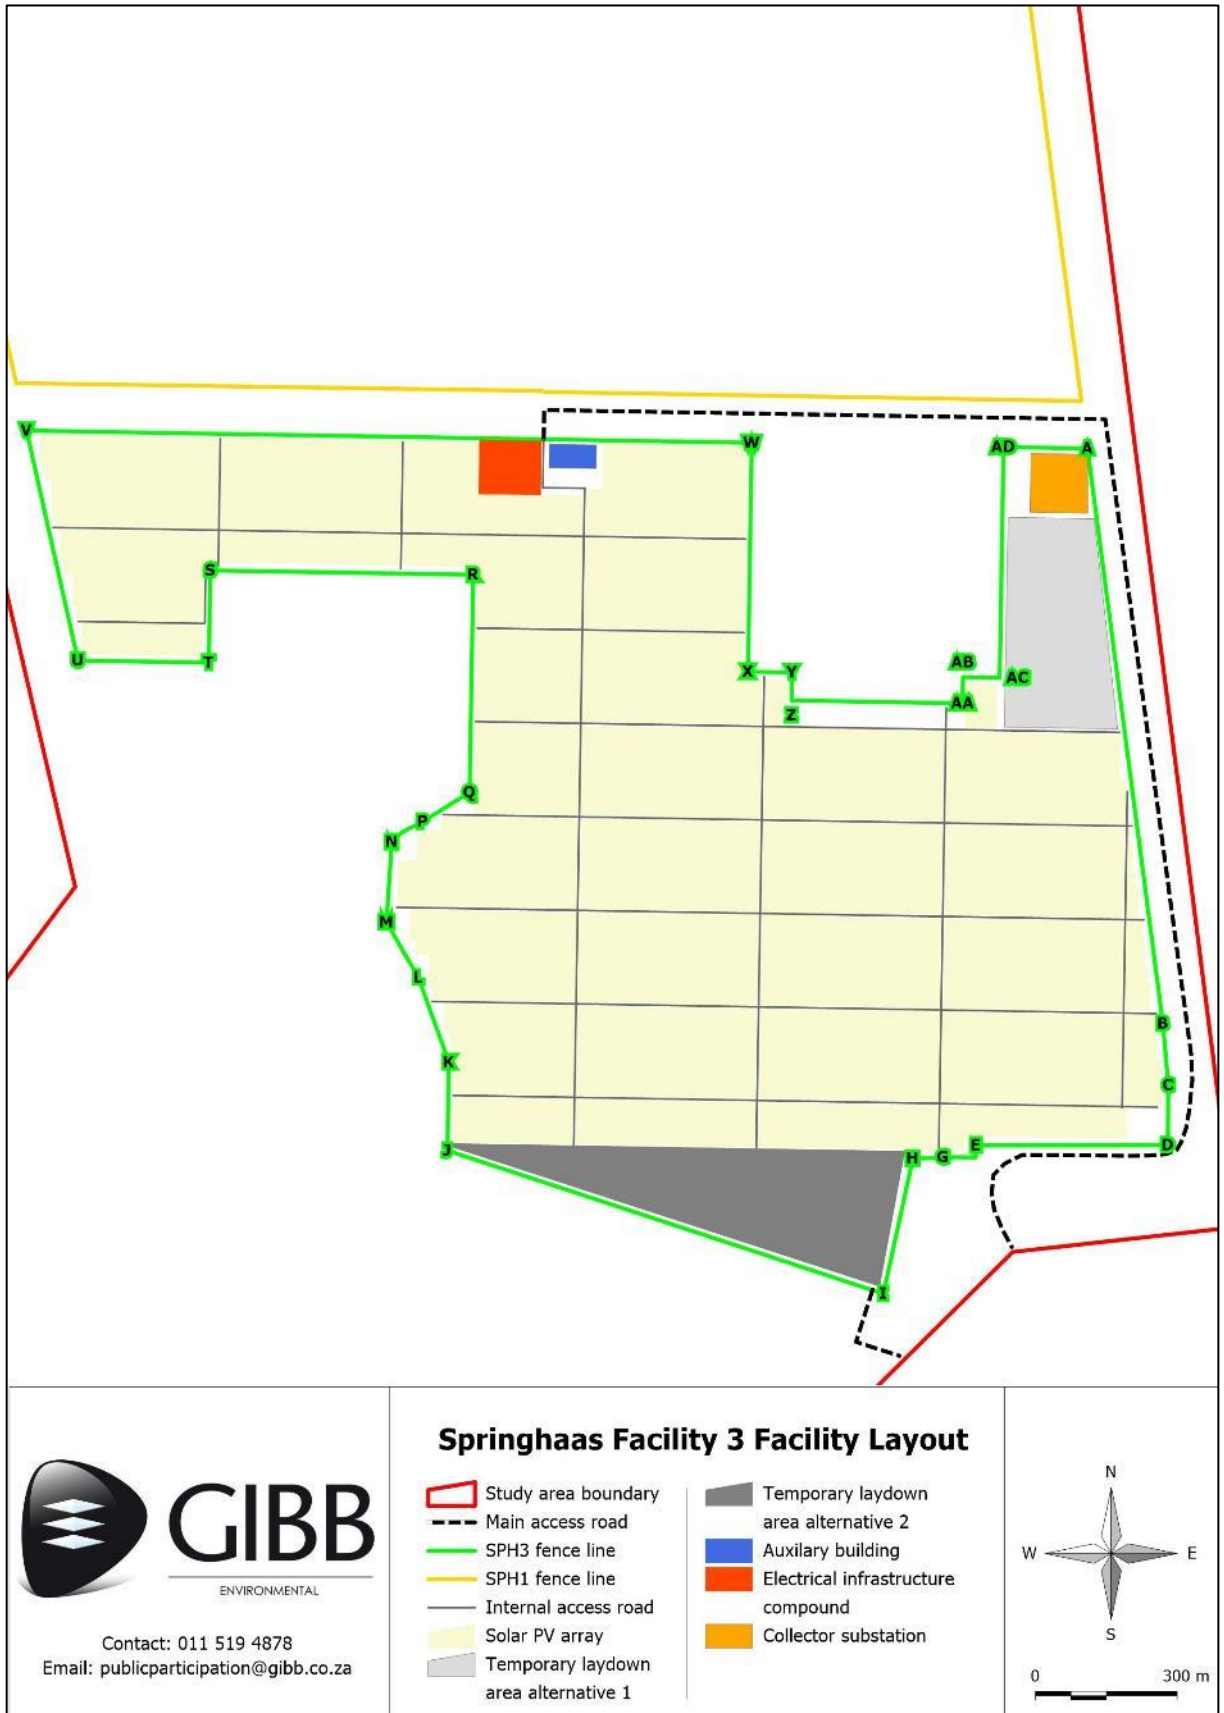 V
W
AD
A
S
R
U
T
X
Y
AB
AC
Z
AA
Q
P
N
M
L
B
K
C
J
H
G
E
D
I
Springhaas Facility 3 Facility Layout
GIBB
ENVIRONMENTAL
Contact: 011 519 4878
Email: publicparticipation@gibb.co.za
Study area boundary
Main access road
SPH3 fence line
SPH1 fence line
Internal access road
Solar PV array
Temporary laydown
area alternative 1
Temporary laydown
area alternative 2
Auxilary building
Electrical infrastructure
compound
Collector substation
N
W
E
S
0
300 m